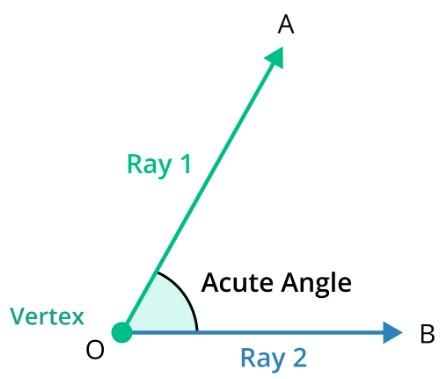 A
Ray 1
Acute Angle
Vertex
O
B
Ray 2